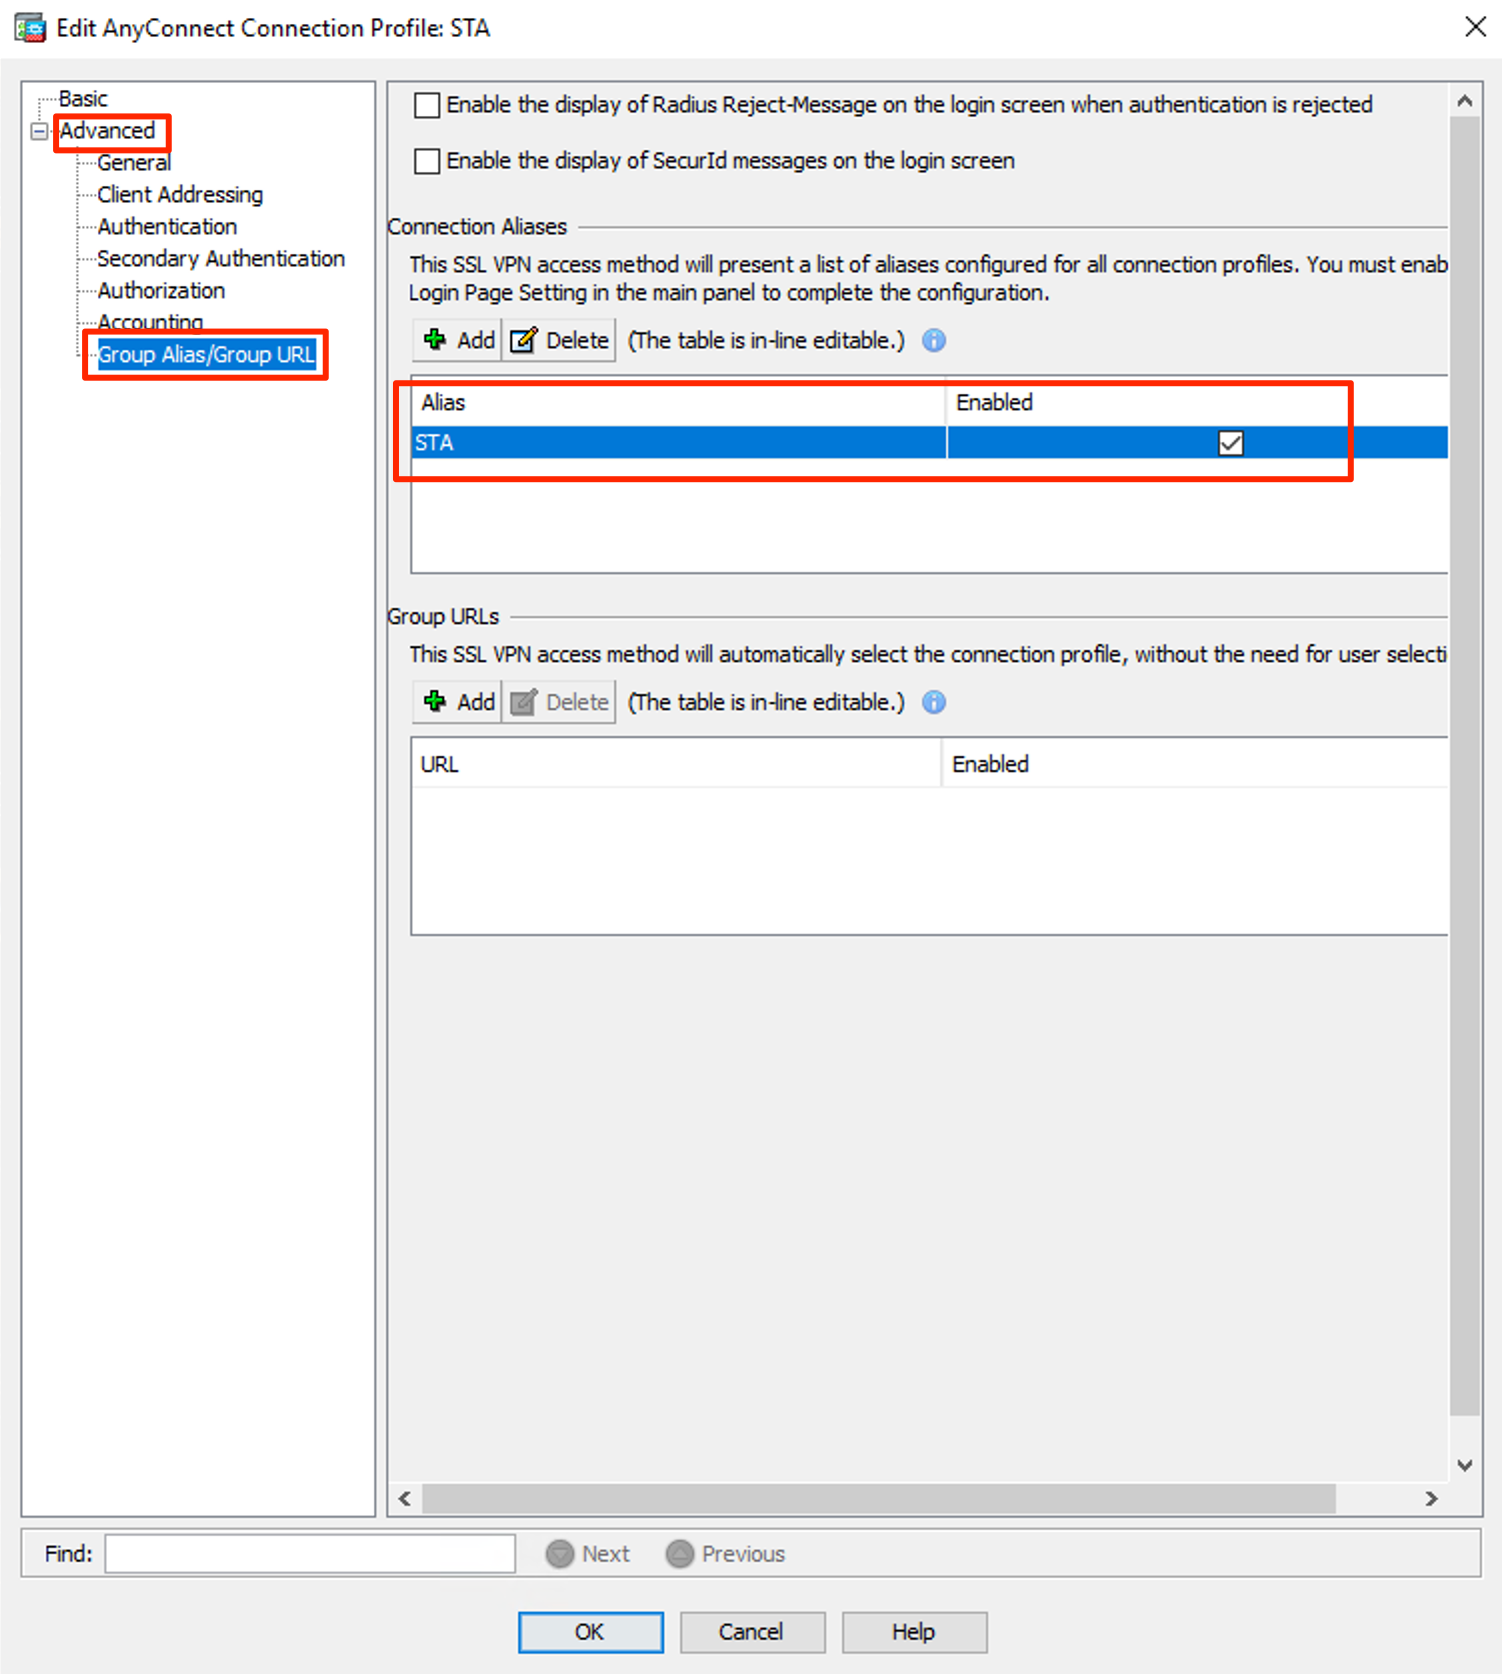 Edit AnyConnect Connection Profile: STA
Basic
Advanced
General
Client Addressing
Authentication
Secondary Authentication
Authorization
Accounting
Group Alias/Group URL
Enable the display of Radius Reject-Message on the login screen when authentication is rejected
Enable the display of SecurId messages on the login screen
Connection Aliases
This SSL VPN access method will present a list of aliases configured for all connection profiles. You must enab
Login Page Setting in the main panel to complete the configuration.
Add Delete (The table is in-line editable.)
Alias Enabled
STA
Group URLs
This SSL VPN access method will automatically select the connection profile, without the need for user selecti
Add Delete (The table is in-line editable.)
URL Enabled
Find: Next Previous
OK Cancel Help